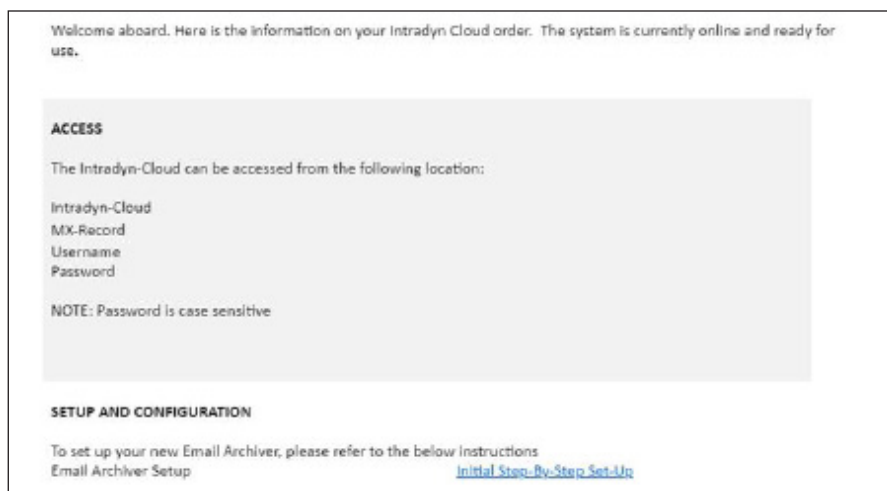 Welcome aboard. Here is the information on your Intradyn Cloud order. The system is currently online and ready for
use.
ACCESS
The Intradyn-Cloud can be accessed from the following location:
Intradyn-Cloud
MX-Record
Username
Password
NOTE: Password is case sensitive
SETUP AND CONFIGURATION
To set up your new Email Archiver, please refer to the below instructions
Email Archiver Setup Initial Step-By-Step Set-Up